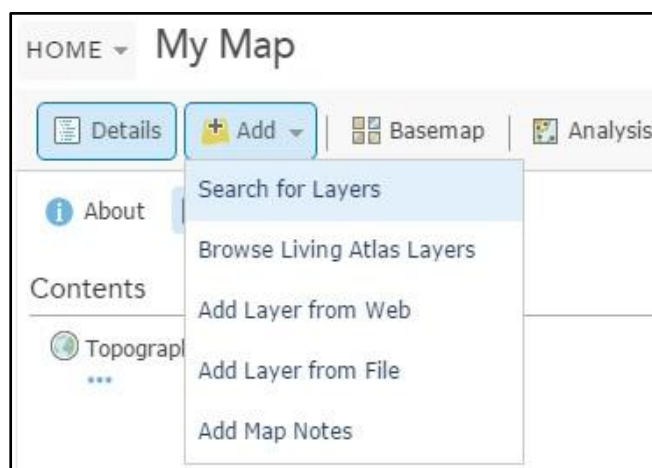 HOME My Map
Details Add Basemap Analysis
Search for Layers
About
Browse Living Atlas Layers
Contents
Add Layer from Web
Topograp
Add Layer from File
Add Map Notes